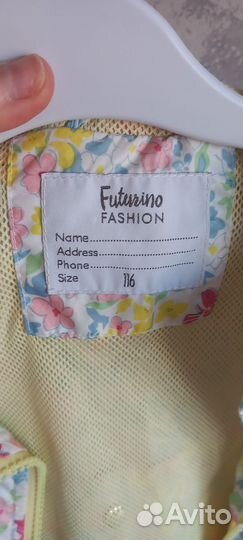 Futurino
FASHION
Name..............................
Address..........................
Phone............................
Size 116
Avito